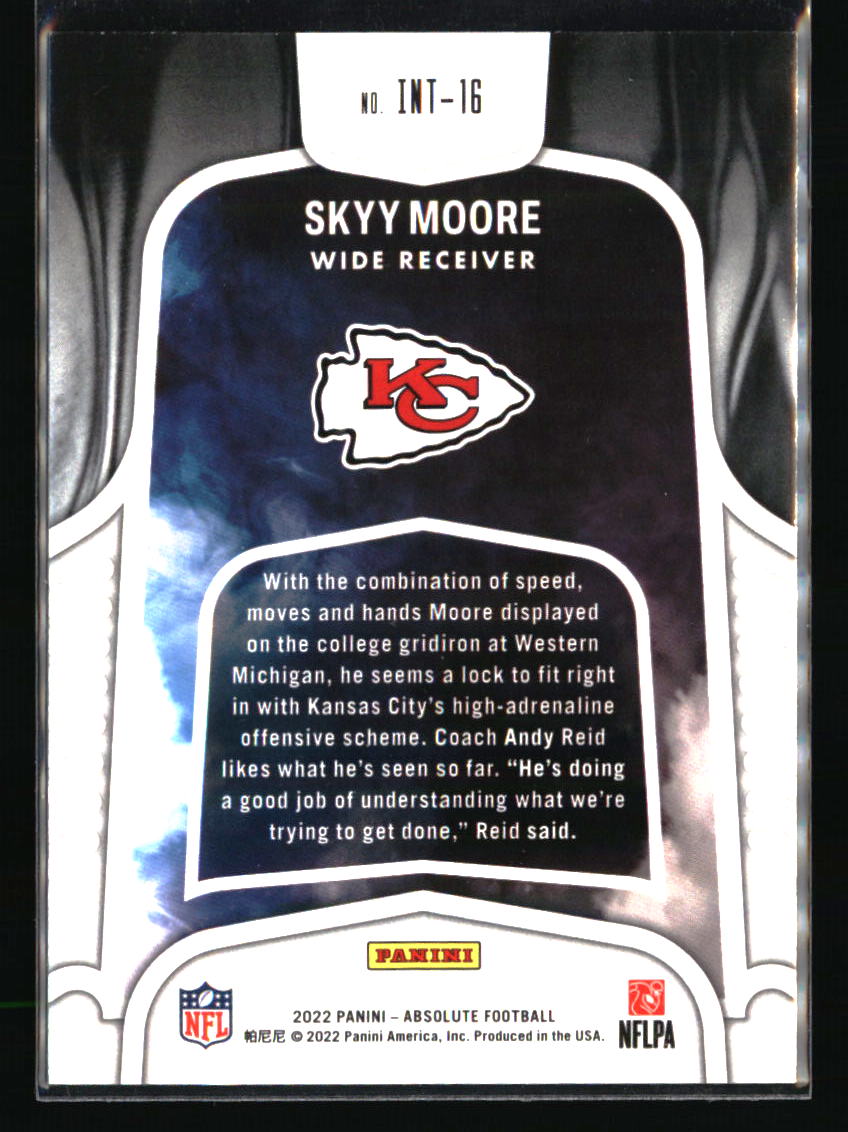 NO. INT-16
SKYY MOORE
WIDE RECEIVER
KC
With the combination of speed,
moves and hands Moore displayed
on the college gridiron at Western
Michigan, he seems a lock to fit right
in with Kansas City's high-adrenaline
offensive scheme. Coach Andy Reid
likes what he's seen so far. “He's doing
a good job of understanding what we're
trying to get done,” Reid said.
PANINI
NFL
2022 PANINI – ABSOLUTE FOOTBALL
帕尼尼 © 2022 Panini America, Inc. Produced in the USA.
NFLPA